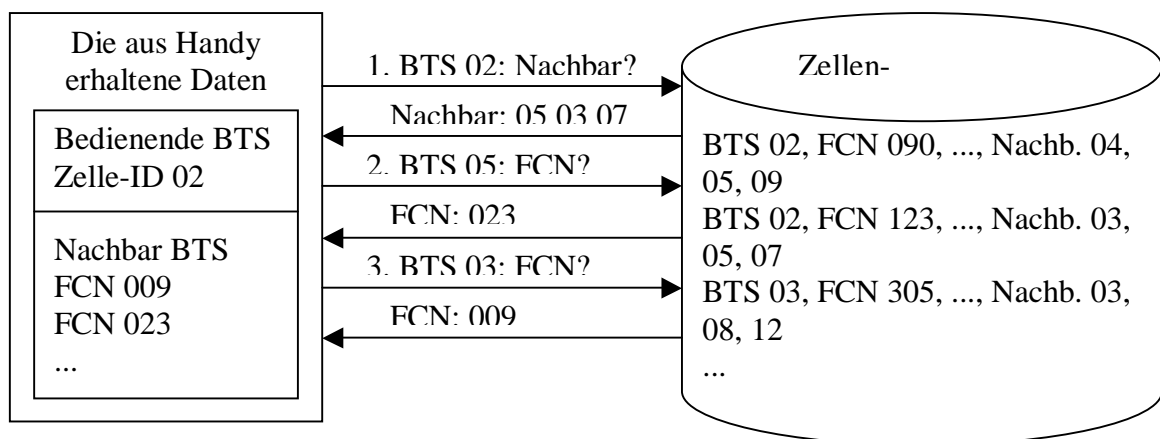 Die aus Handy
erhaltene Daten
Bedienende BTS
Zelle-ID 02
Nachbar BTS
FCN 009
FCN 023
...
1. BTS 02: Nachbar?
Nachbar: 05 03 07
2. BTS 05: FCN?
FCN: 023
3. BTS 03: FCN?
FCN: 009
Zellen-
BTS 02, FCN 090, ..., Nachb. 04,
05, 09
BTS 02, FCN 123, ..., Nachb. 03,
05, 07
BTS 03, FCN 305, ..., Nachb. 03,
08, 12
...